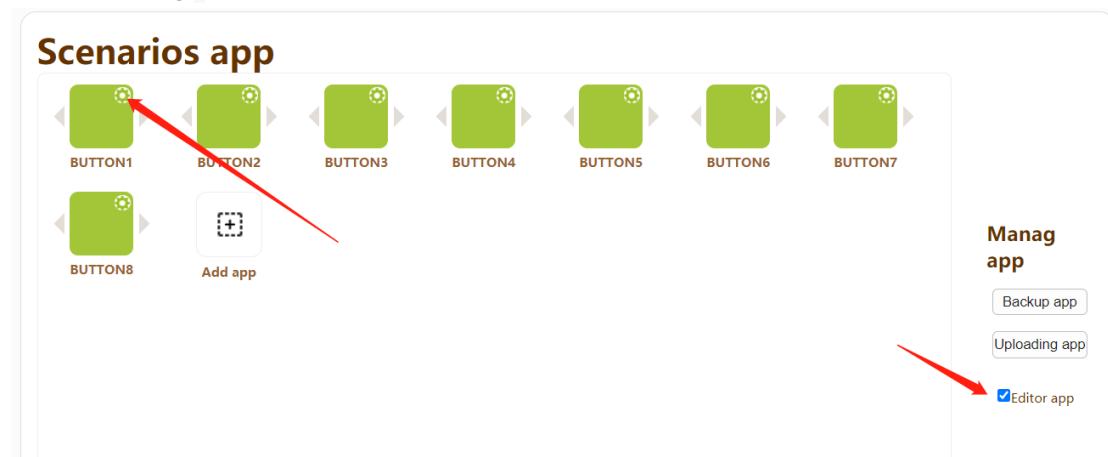 Scenarios app
BUTTON1 BUTTON2 BUTTON3 BUTTON4 BUTTON5 BUTTON6 BUTTON7
BUTTON8 Add app
Manag
app
Backup app
Uploading app
Editor app